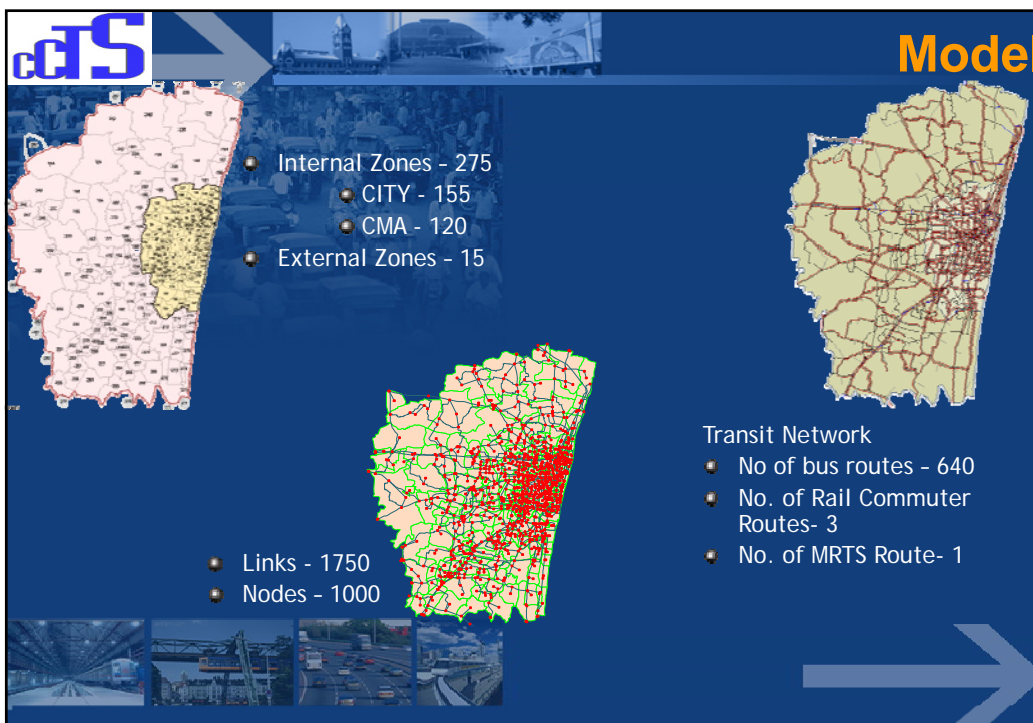 cCTS
Model
Internal Zones - 275
CITY - 155
CMA - 120
External Zones - 15
Transit Network
No of bus routes - 640
No. of Rail Commuter
Routes- 3
No. of MRTS Route- 1
Links - 1750
Nodes - 1000